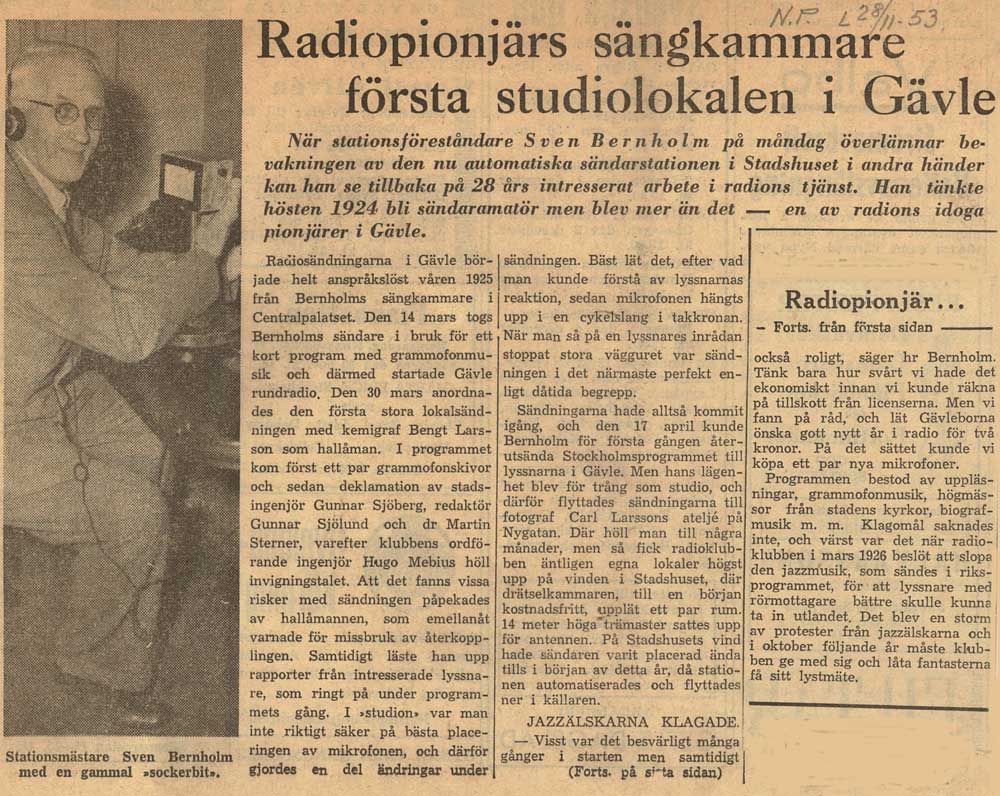 N.P. L 28/11-53
Radiopionjärs sängkammare
första studiolokalen i Gävle
När stationsföreståndare Sven Bernholm på måndag överlämnar be-
vakningen av den nu automatiska sändarstationen i Stadshuset i andra händer
kan han se tillbaka på 28 års intresserat arbete i radions tjänst. Han tänkte
hösten 1924 bli sändaramatör men blev mer än det — en av radions idoga
pionjärer i Gävle.
Radiosändningarna i Gävle bör-
jade helt anspråkslöst våren 1925
från Bernholms sängkammare i
Centralpalatset. Den 14 mars togs
Bernholms sändare i bruk för ett
kort program med grammofonmu-
sik och därmed startade Gävle
rundradio. Den 30 mars anordna-
des den första stora lokalsänd-
ningen med kemigraf Bengt Lars-
son som hallåman. I programmet
kom först ett par grammofonskivor
och sedan deklamation av stads-
ingenjör Gunnar Sjöberg, redaktör
Gunnar Sjölund och dr Martin
Sterner, varefter klubbens ordfö-
rande ingenjör Hugo Mebius höll
invigningstalet. Att det fanns vissa
risker med sändningen påpekades
av hallåmannen, som emellanåt
varnade för missbruk av återkopp-
lingen. Samtidigt läste han upp
rapporter från intresserade lyssna-
re, som ringt på under program-
mets gång. I »studion» var man
inte riktigt säker på bästa place-
ringen av mikrofonen, och därför
gjordes en del ändringar under
sändningen. Bäst lät det, efter vad
man kunde förstå av lyssnarnas
reaktion, sedan mikrofonen hängts
upp i en cykelslang i takkronan.
När man så på en lyssnares inrådan
stoppat stora vägguret var sänd-
ningen i det närmaste perfekt en-
ligt dåtida begrepp.
Sändningarna hade alltså kommit
igång, och den 17 april kunde
Bernholm för första gången åter-
utsända Stockholmsprogrammet till
lyssnarna i Gävle. Men hans lägen-
het blev för trång som studio, och
därför flyttades sändningarna till
fotograf Carl Larssons ateljé på
Nygatan. Där höll man till några
månader, men så fick radioklub-
ben äntligen egna lokaler högst
upp på vinden i Stadshuset, där
drätselkammaren, till en början
kostnadsfritt, upplät ett par rum.
14 meter höga trämaster sattes upp
för antennen. På Stadshusets vind
hade sändaren varit placerad ända
tills i början av detta år, då statio-
nen automatiserades och flyttades
ner i källaren.
JAZZÄLSKARNA KLAGADE.
— Visst var det besvärligt många
gånger i starten men samtidigt
(Forts. på sista sidan)
Radiopionjär...
– Forts. från första sidan
också roligt, säger hr Bernholm.
Tänk bara hur svårt vi hade det
ekonomiskt innan vi kunde räkna
på tillskott från licenserna. Men vi
fann på råd, och lät Gävleborna
önska gott nytt år i radio för två
kronor. På det sättet kunde vi
köpa ett par nya mikrofoner.
Programmen bestod av uppläs-
ningar, grammofonmusik, högmäs-
sor från stadens kyrkor, biograf-
musik m. m. Klagomål saknades
inte, och värst var det när radio-
klubben i mars 1926 beslöt att slopa
den jazzmusik, som sändes i riks-
programmet, för att lyssnare med
rörmottagare bättre skulle kunna
ta in utlandet. Det blev en storm
av protester från jazzälskarna och
i oktober följande år måste klub-
ben ge med sig och låta fantasterna
få sitt lystmäte.
Stationsmästare Sven Bernholm
med en gammal »sockerbit».